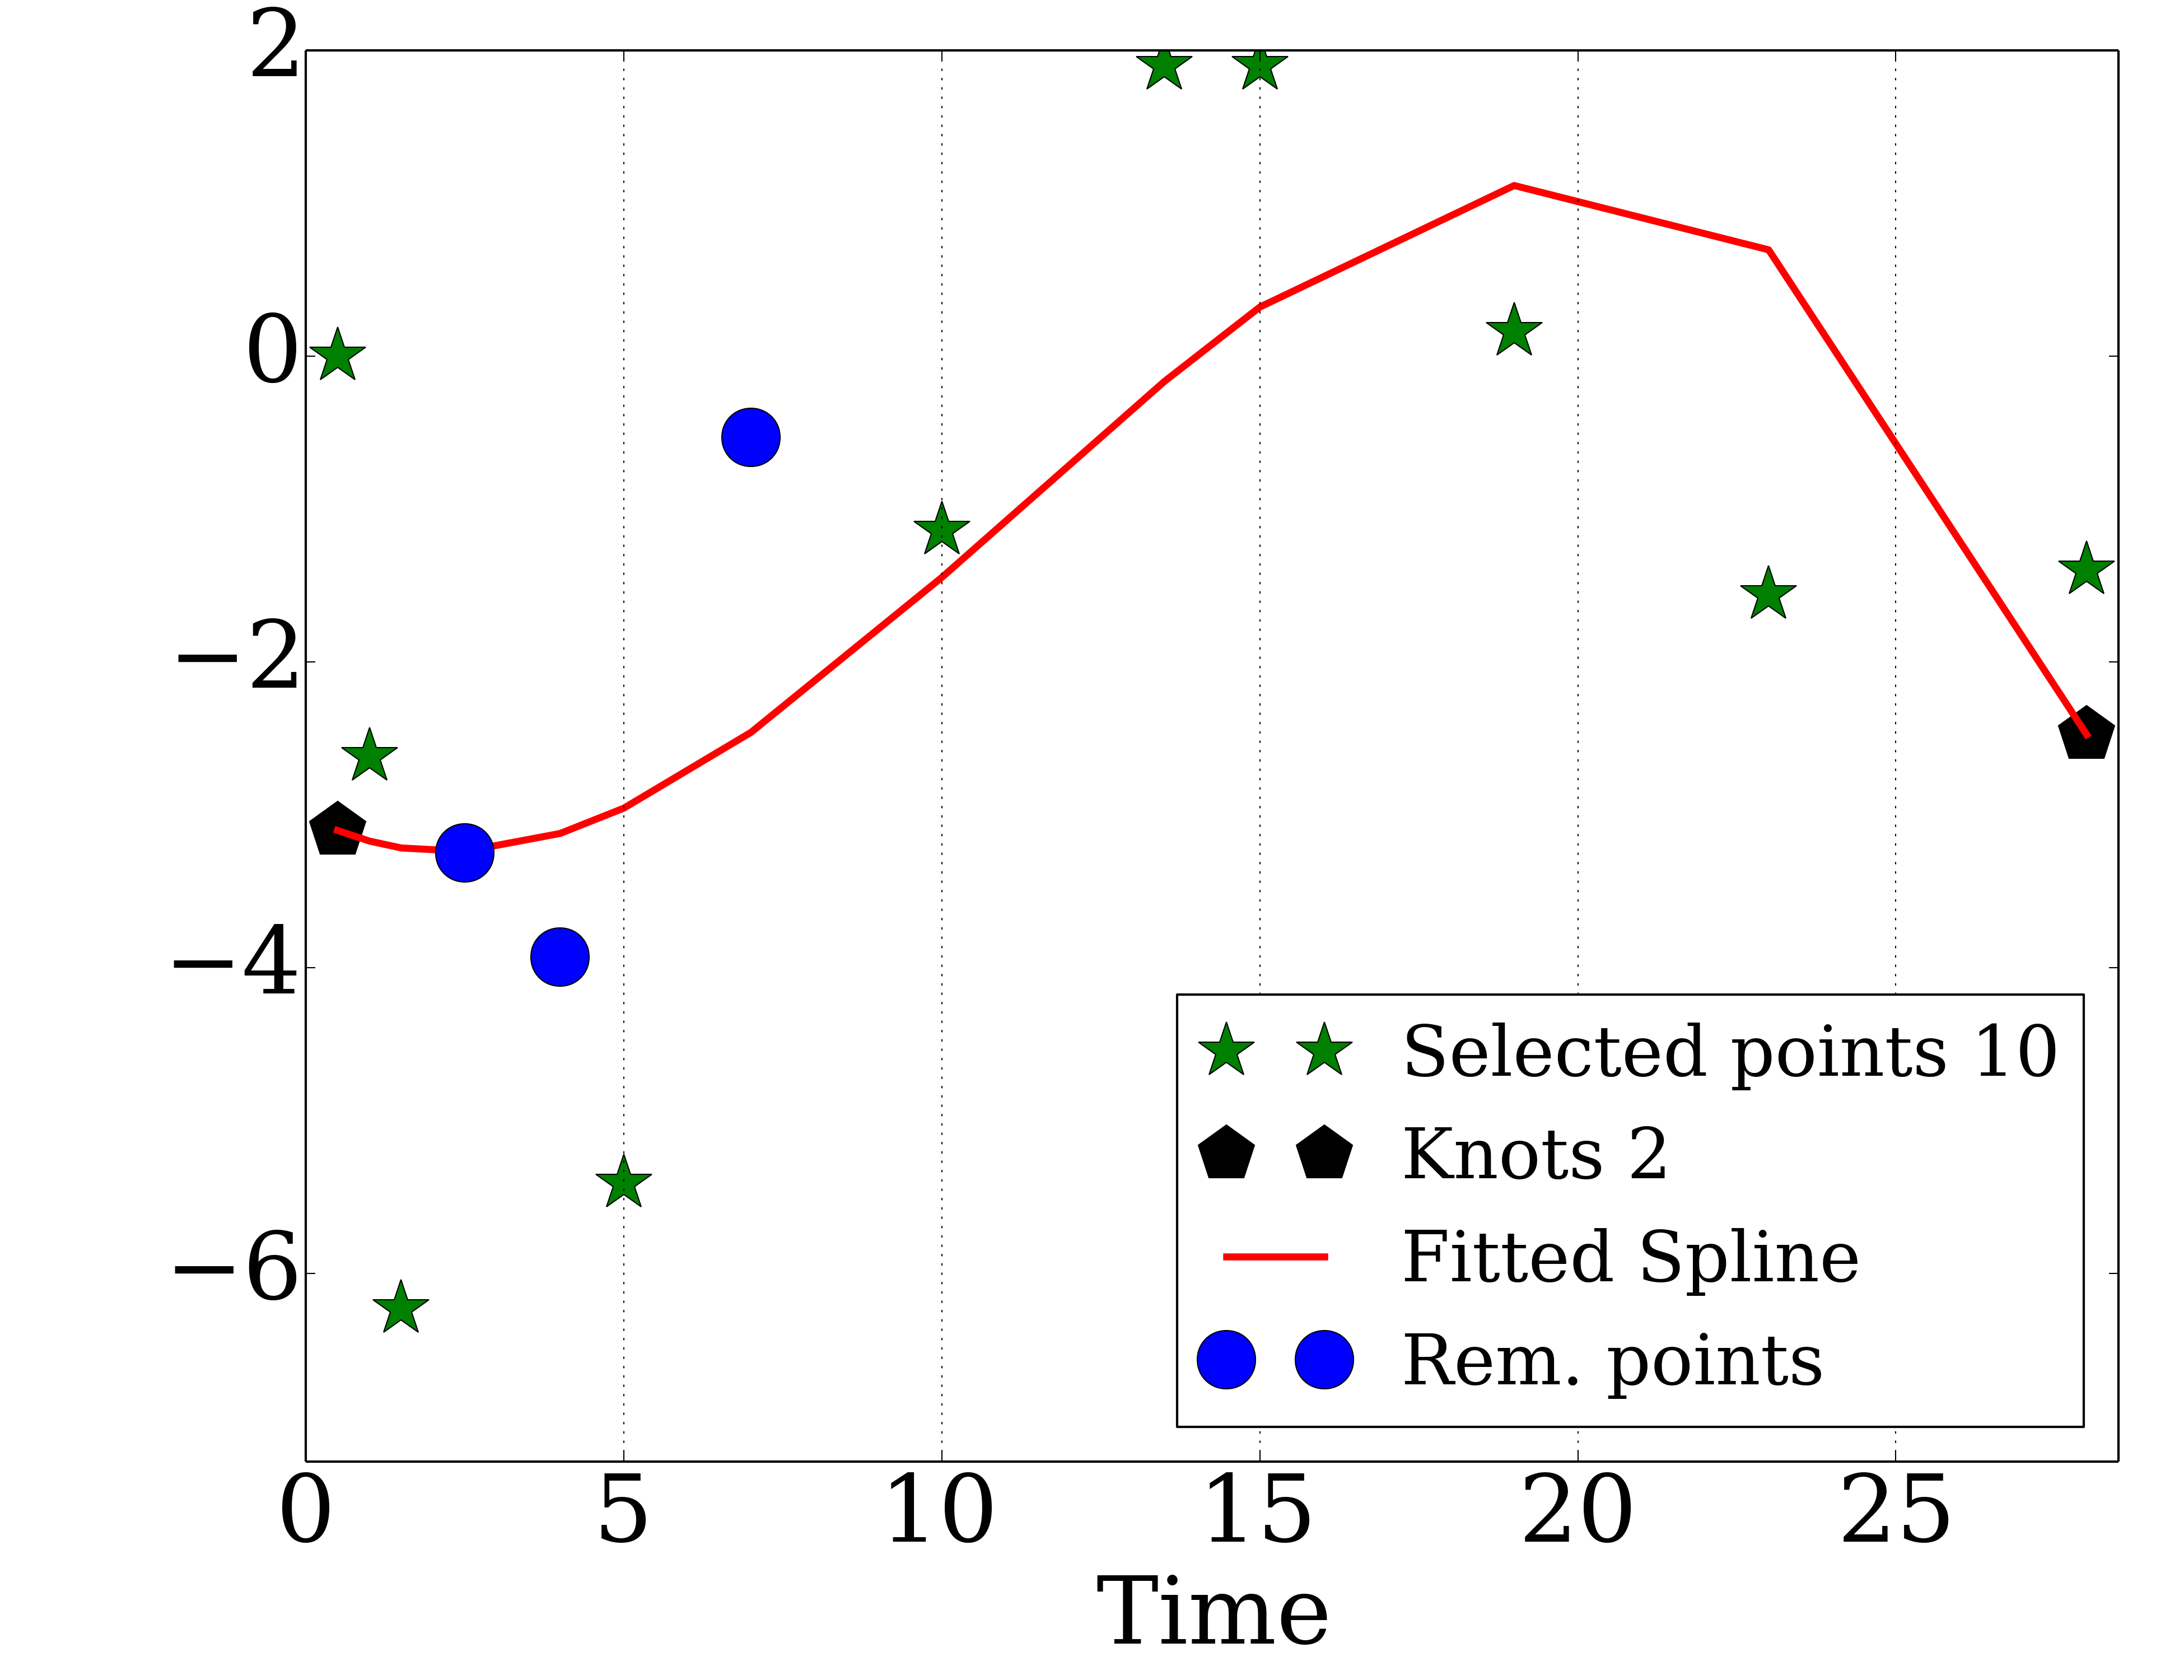 2
0
−2
−4
−6
0 5 10 15 20 25
Time
Selected points 10
Knots 2
Fitted Spline
Rem. points